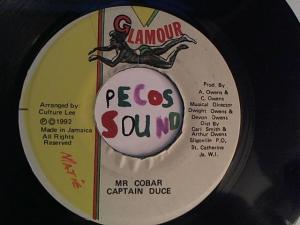 GLAMOUR
Arranged by:
Culture Lee
℗©1992
Made in Jamaica
All Rights
Reserved
Prod. By
A. Owens &
C. Owens
Musical Director
Dwight Owens &
Devon Owens
Dist By
Carl Smith &
Arthur Owens
Sligoville P.O,
St. Catherine
Ja. W.I.
PECOS
SOUND
MR COBAR
CAPTAIN DUCE